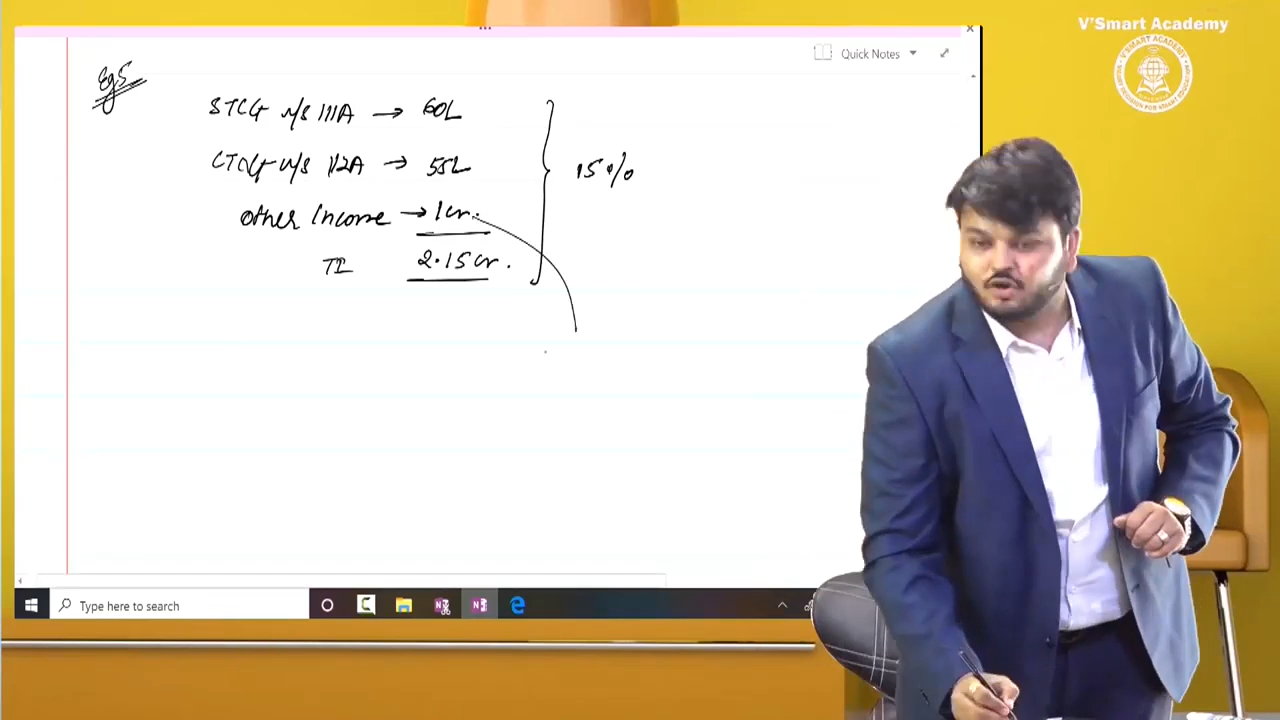 V'Smart Academy
Quick Notes
Eg 5
STCG u/s 111A → 60L
LTCG u/s 112A → 55L
15%
Other Income → 1cr.
TI 2.15cr.
Type here to search